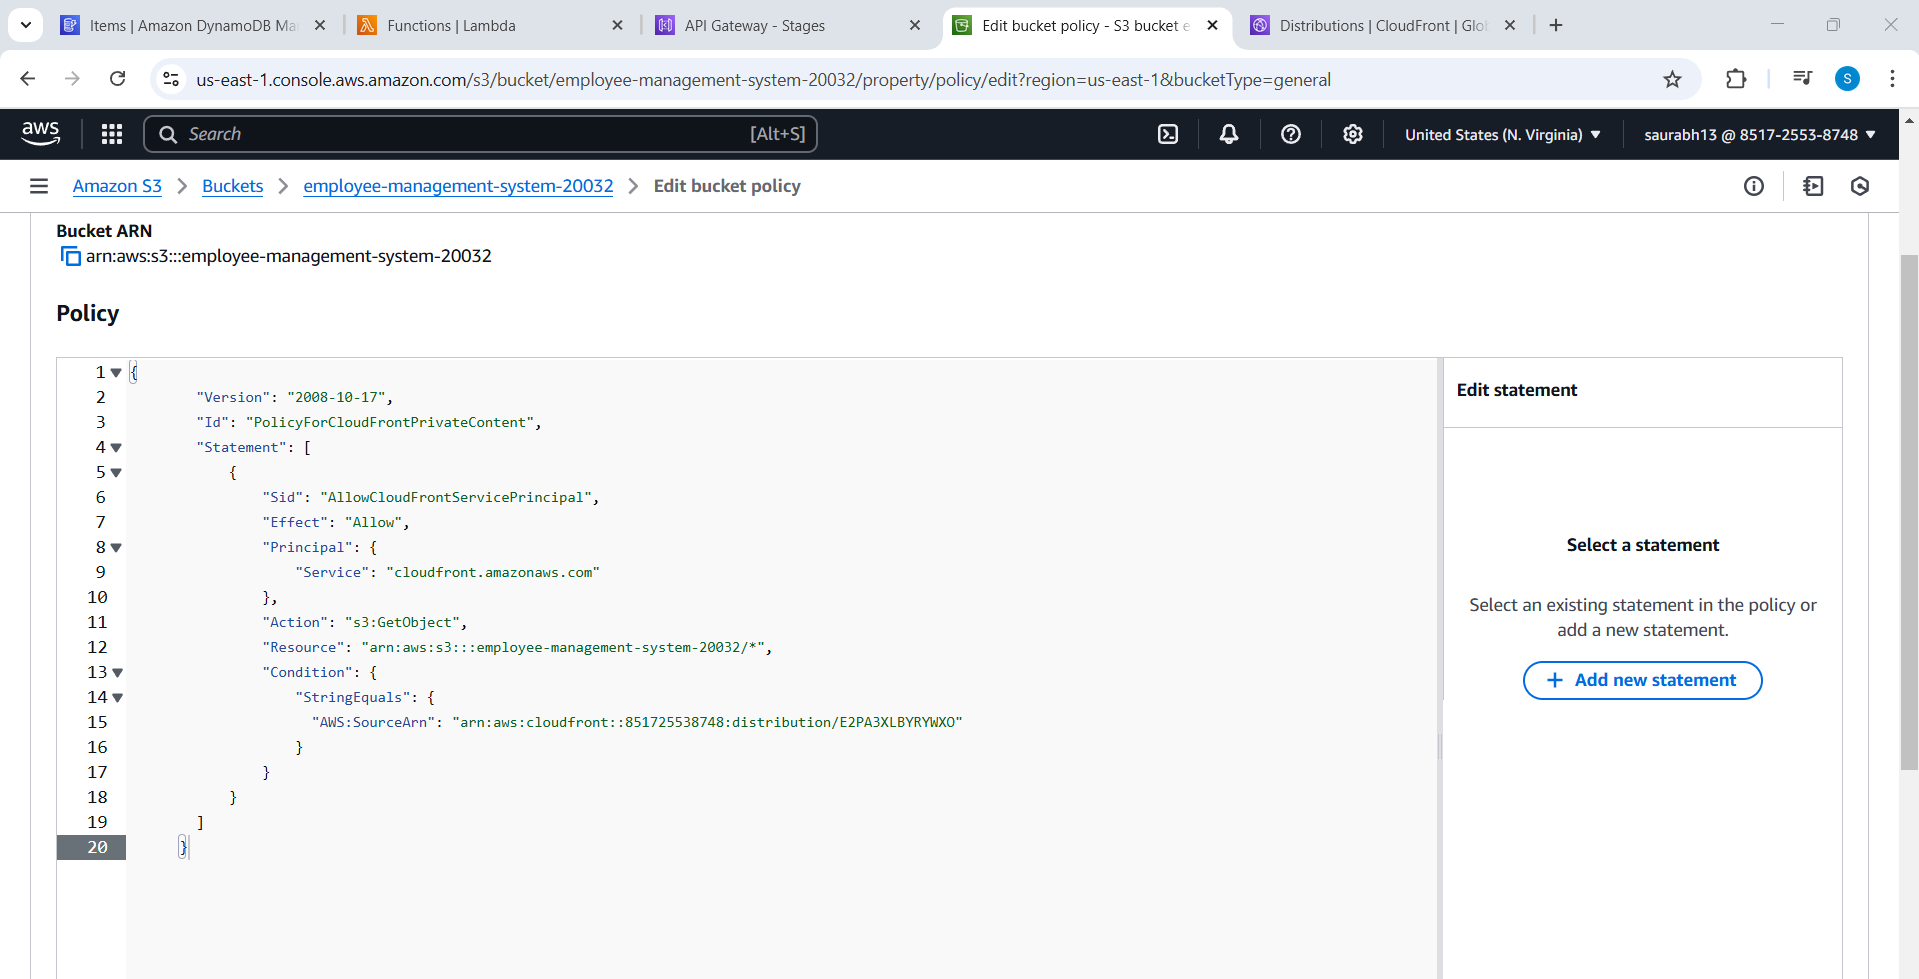 Items | Amazon DynamoDB Ma
Functions | Lambda
API Gateway - Stages
Edit bucket policy - S3 bucket e
Distributions | CloudFront | Glo
us-east-1.console.aws.amazon.com/s3/bucket/employee-management-system-20032/property/policy/edit?region=us-east-1&bucketType=general
S
aws
Search
[Alt+S]
United States (N. Virginia)
saurabh13 @ 8517-2553-8748
Amazon S3 > Buckets > employee-management-system-20032 > Edit bucket policy
Bucket ARN
arn:aws:s3:::employee-management-system-20032
Policy
1 {
2 "Version": "2008-10-17",
3 "Id": "PolicyForCloudFrontPrivateContent",
4 "Statement": [
5 {
6 "Sid": "AllowCloudFrontServicePrincipal",
7 "Effect": "Allow",
8 "Principal": {
9 "Service": "cloudfront.amazonaws.com"
10 },
11 "Action": "s3:GetObject",
12 "Resource": "arn:aws:s3:::employee-management-system-20032/*",
13 "Condition": {
14 "StringEquals": {
15 "AWS:SourceArn": "arn:aws:cloudfront::851725538748:distribution/E2PA3XLBYRYWXO"
16 }
17 }
18 }
19 ]
20 }
Edit statement
Select a statement
Select an existing statement in the policy or
add a new statement.
+ Add new statement